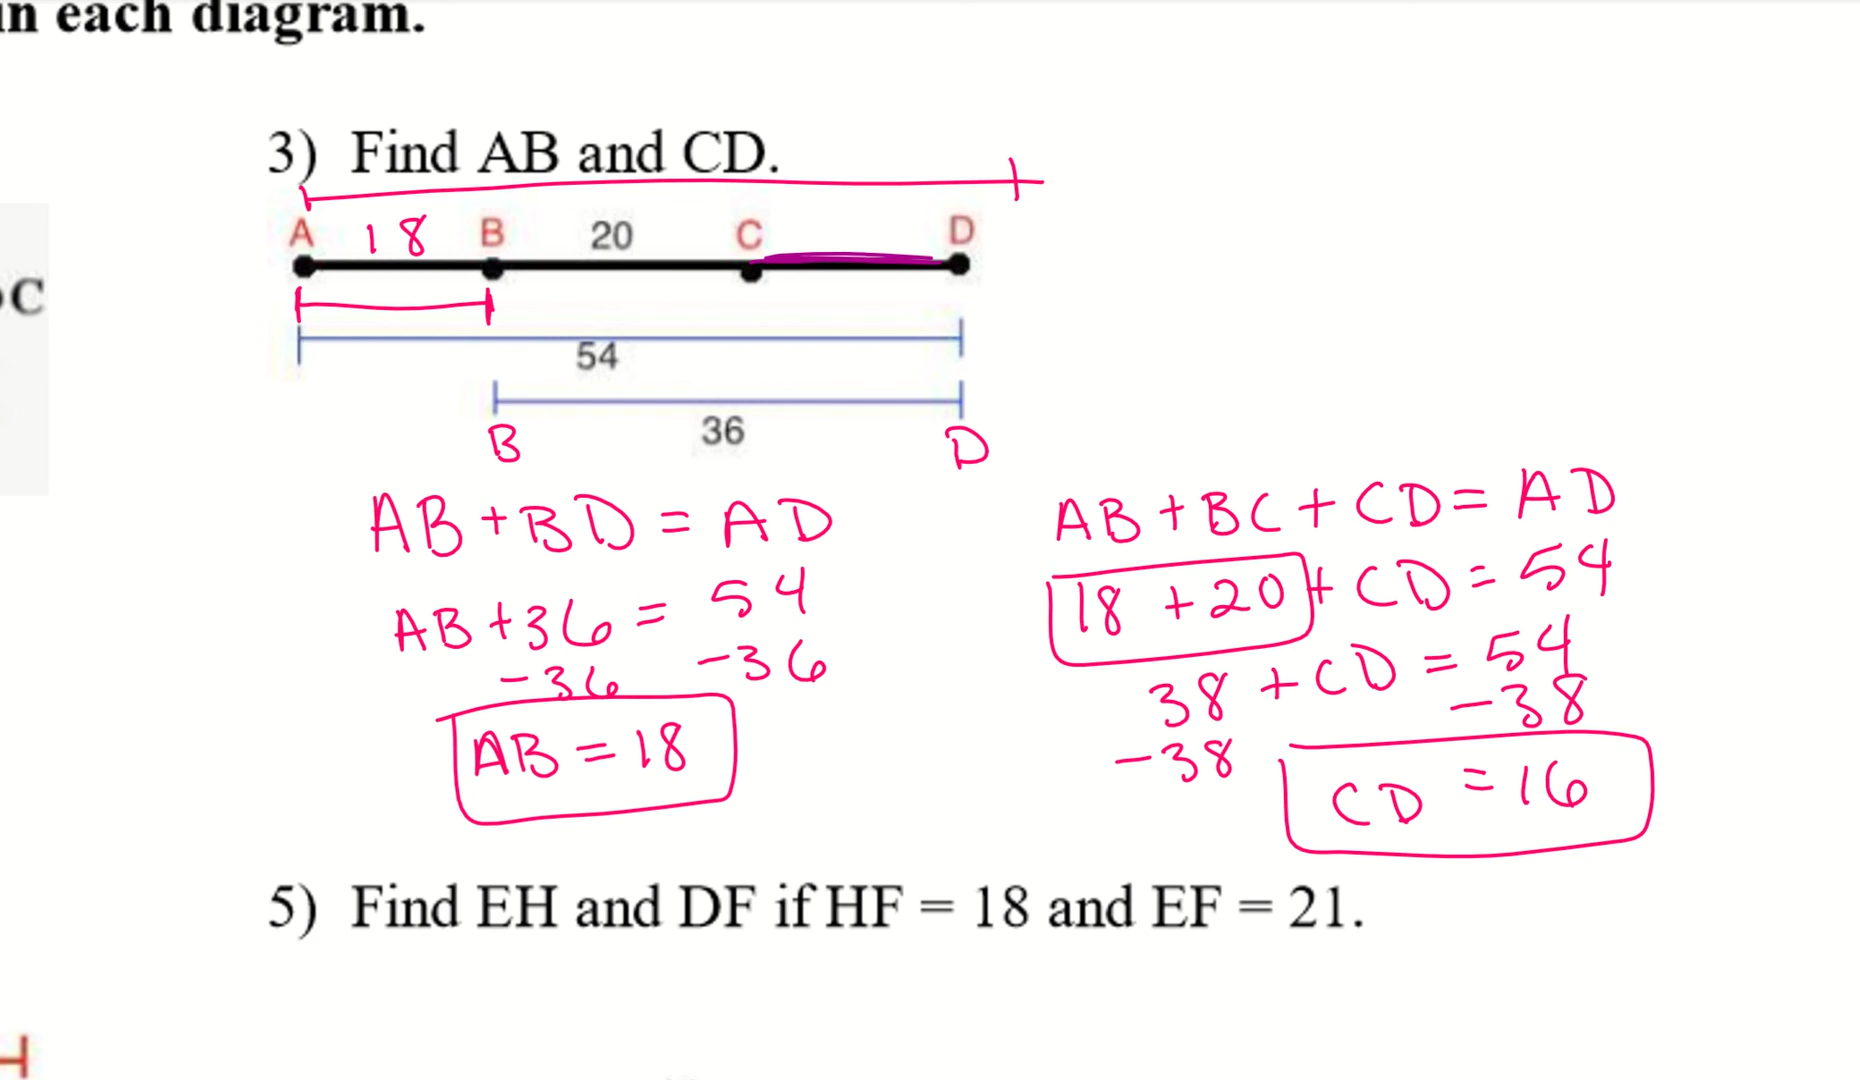 in each diagram.
3) Find AB and CD.
A 18 B 20 C D
C
54
36
B D
AB+BD=AD
AB+36=54
-36 -36
AB=18
AB+BC+CD=AD
18+20+CD=54
38+CD=54
-38 -38
CD=16
5) Find EH and DF if HF = 18 and EF = 21.